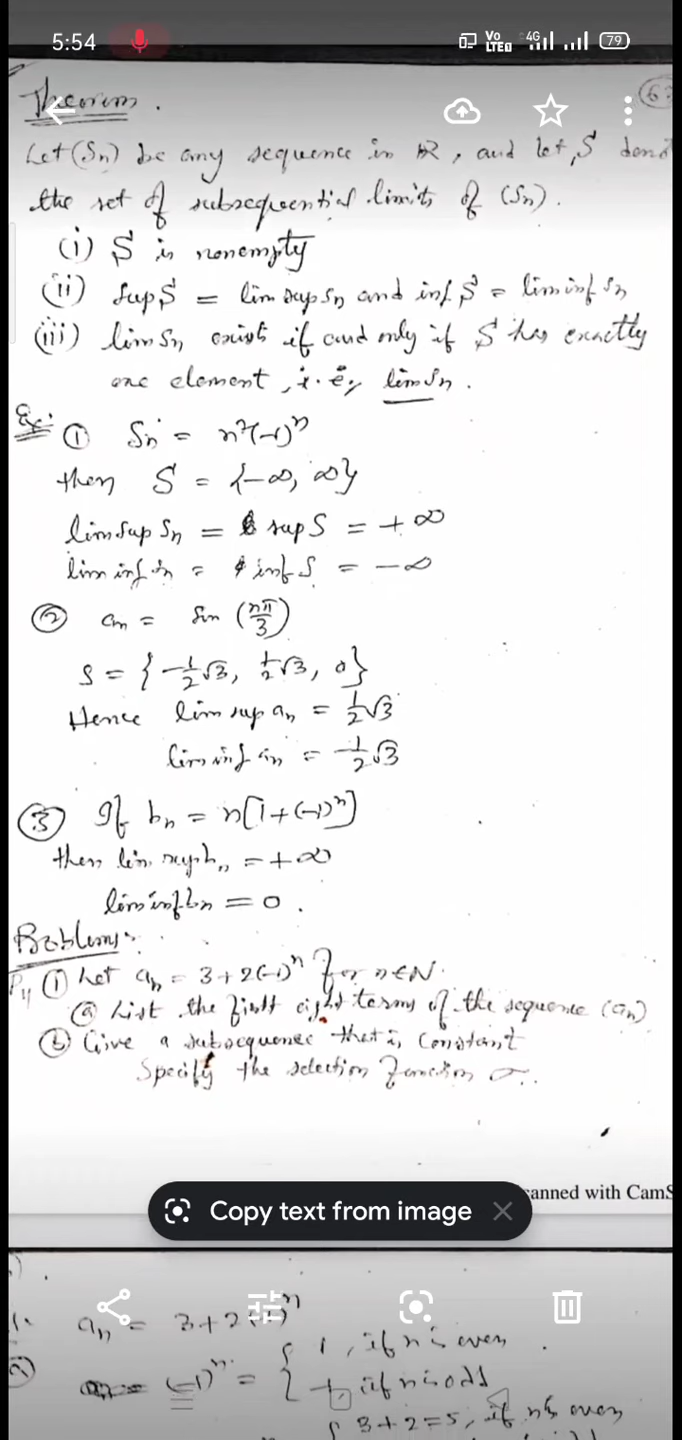 5:54
Vo LTE 4G 79
Theorem.
Let (Sn) be any sequence in R, and let, S
the set of subsequential limits of (Sn).
(i) S is nonempty
(ii) sup S = lim sup Sn and inf S = lim inf Sn
(iii) lim Sn exists if and only if S has exactly
one element, i.e, lim Sn.
Ex:- ① Sn = n²(-1)ⁿ
then S = {-∞, ∞}
lim sup Sn = sup S = +∞
lim inf Sn = inf S = -∞
② an = Sin (nπ/3)
S = {-1/2√3, 1/2√3, 0}
Hence lim sup an = 1/2√3
lim inf an = -1/2√3
③ If bn = n[1+(-1)ⁿ]
then lim sup bn = +∞
lim inf bn = 0.
Problems:-
① Let an = 3+2(-1)ⁿ for n∈N.
ⓐ List the first eight terms of the sequence (an)
ⓑ Give a subsequence that is constant
Specify the selection function σ.
canned with CamS
Copy text from image
an = 3+2(-1)ⁿ
(-1)ⁿ = { 1, if n is even
if n is odd
{ 3+2=5, if n is even